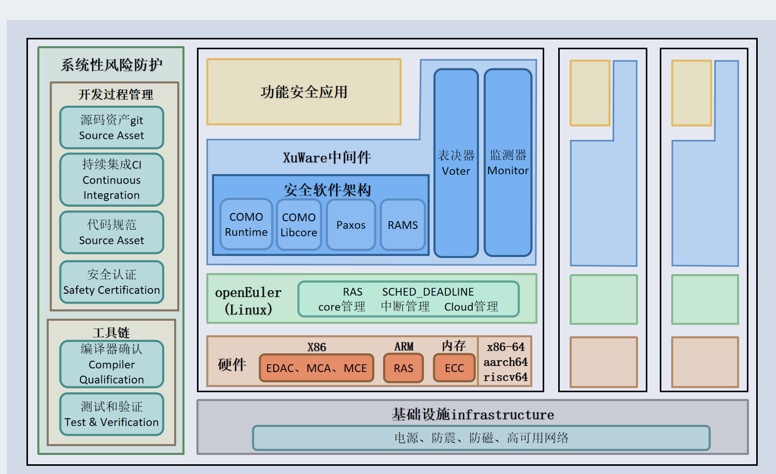 系统性风险防护
开发过程管理
源码资产git
Source Asset
持续集成CI
Continuous
Integration
代码规范
Source Asset
安全认证
Safety Certification
工具链
编译器确认
Compiler
Qualification
测试和验证
Test & Verification
功能安全应用
XuWare中间件
安全软件架构
COMO
Runtime
COMO
Libcore
Paxos
RAMS
表决器
Voter
监测器
Monitor
openEuler
(Linux)
RAS SCHED_DEADLINE
core管理 中断管理 Cloud管理
硬件
X86
EDAC、MCA、MCE
ARM
RAS
内存
ECC
x86-64
aarch64
riscv64
基础设施infrastructure
电源、防震、防磁、高可用网络